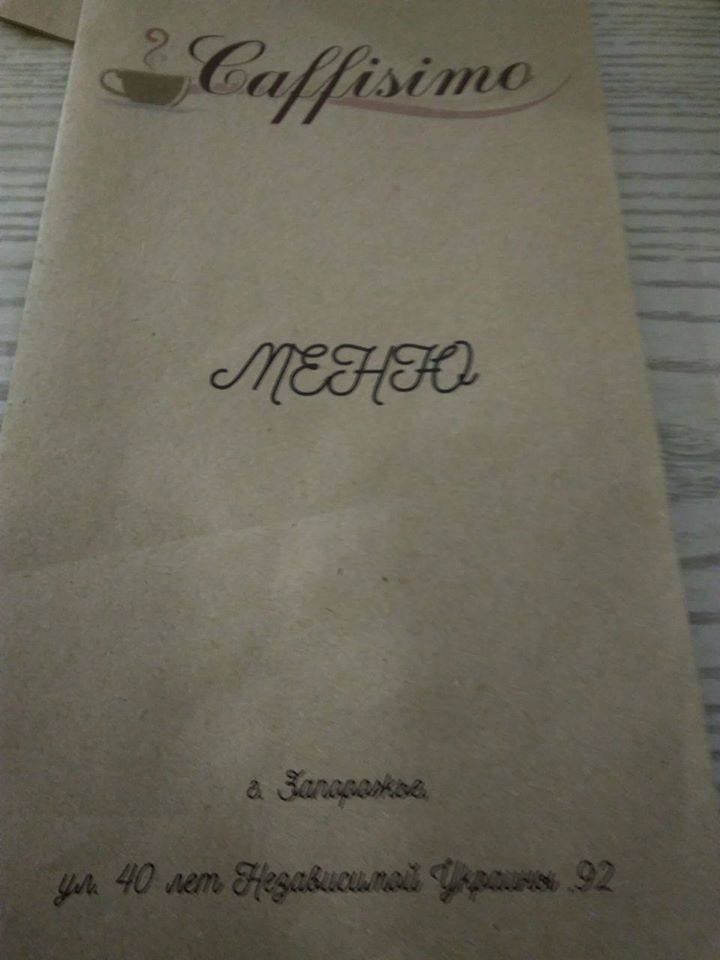 Caffisimo
МЕНЮ
г. Запорожье,
ул. 40 лет Независимой Украины 92